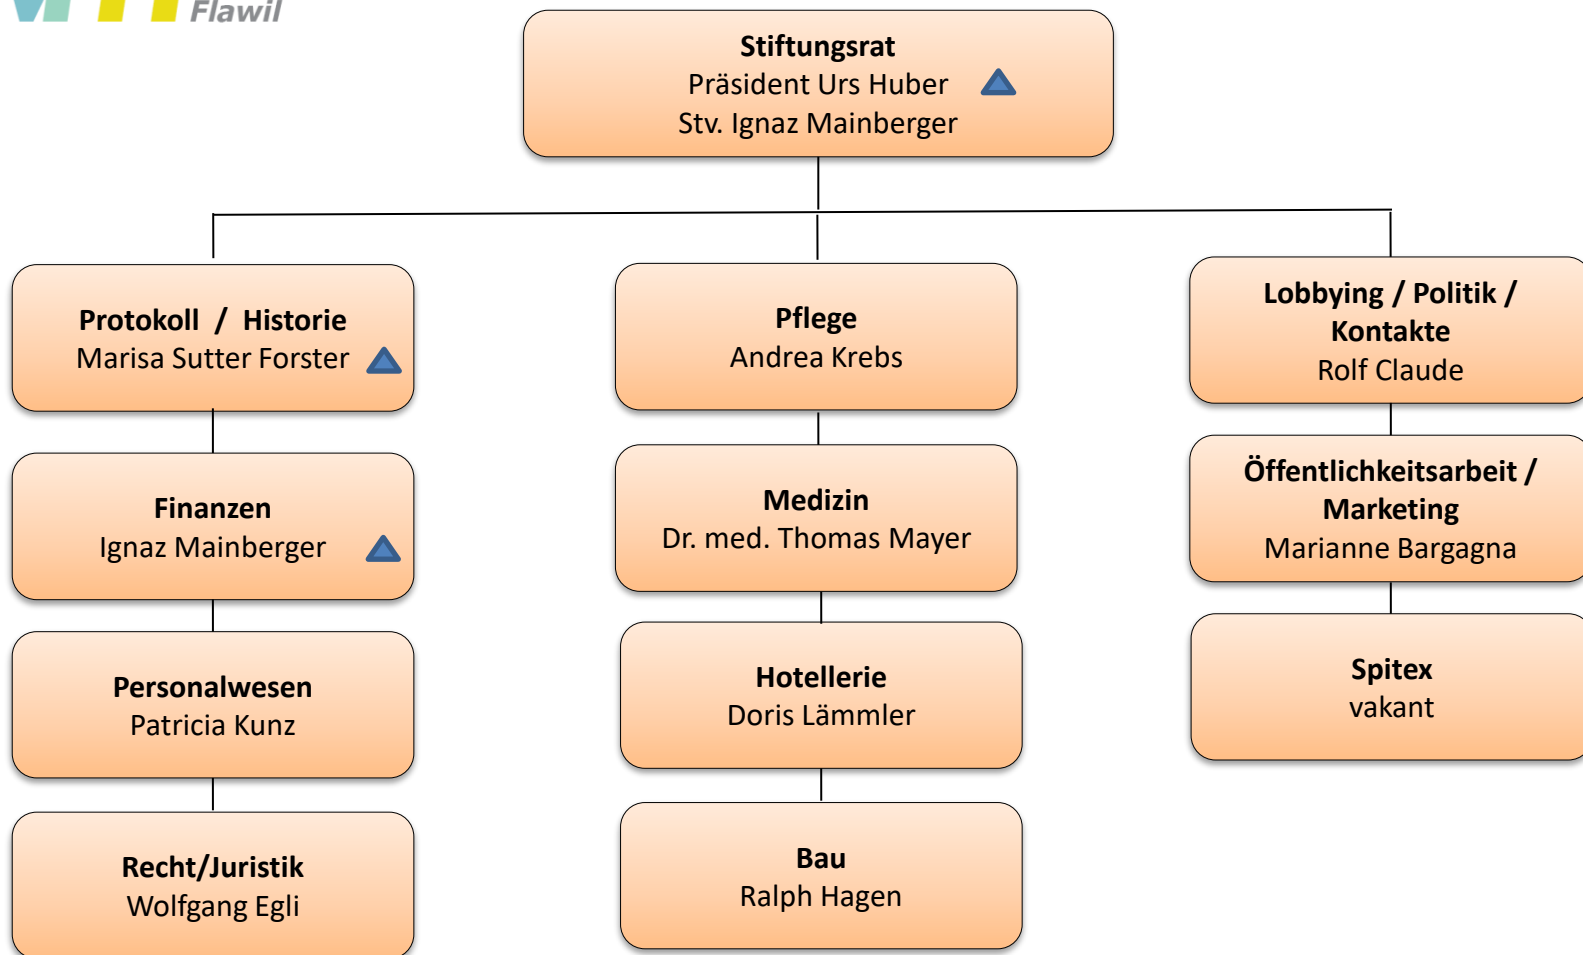 Flawil
Stiftungsrat
Präsident Urs Huber
Stv. Ignaz Mainberger
Protokoll / Historie
Marisa Sutter Forster
Finanzen
Ignaz Mainberger
Personalwesen
Patricia Kunz
Recht/Juristik
Wolfgang Egli
Pflege
Andrea Krebs
Medizin
Dr. med. Thomas Mayer
Hotellerie
Doris Lämmler
Bau
Ralph Hagen
Lobbying / Politik /
Kontakte
Rolf Claude
Öffentlichkeitsarbeit /
Marketing
Marianne Bargagna
Spitex
vakant